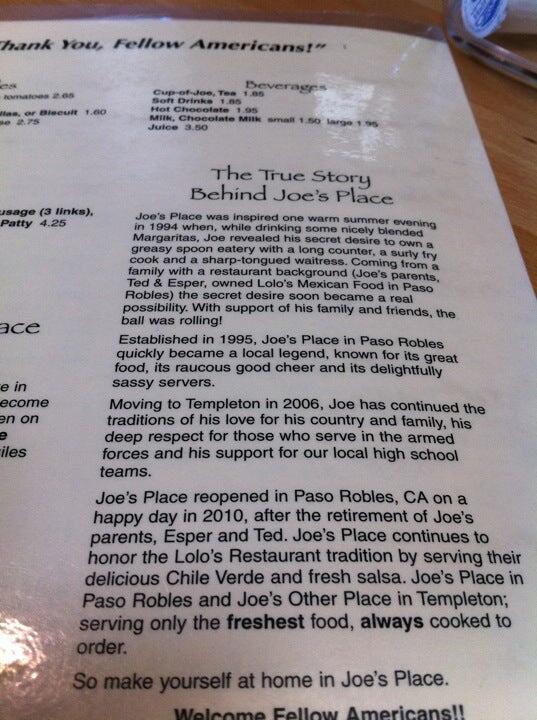 Thank You, Fellow Americans!"
tomatoes 2.65
or Biscuit 1.60
2.75
Beverages
Cup-of-Joe, Tea 1.85
Soft Drinks 1.85
Hot Chocolate 1.95
Milk, Chocolate Milk small 1.50 large 1.95
Juice 3.50
(3 links),
Patty 4.25
The True Story
Behind Joe's Place
Joe's Place was inspired one warm summer evening
in 1994 when, while drinking some nicely blended
Margaritas, Joe revealed his secret desire to own a
greasy spoon eatery with a long counter, a surly fry
cook and a sharp-tongued waitress. Coming from a
family with a restaurant background (Joe's parents,
Ted & Esper, owned Lolo's Mexican Food in Paso
Robles) the secret desire soon became a real
possibility. With support of his family and friends, the
ball was rolling!
Established in 1995, Joe's Place in Paso Robles
quickly became a local legend, known for its great
food, its raucous good cheer and its delightfully
sassy servers.
Moving to Templeton in 2006, Joe has continued the
traditions of his love for his country and family, his
deep respect for those who serve in the armed
forces and his support for our local high school
teams.
Joe's Place reopened in Paso Robles, CA on a
happy day in 2010, after the retirement of Joe's
parents, Esper and Ted. Joe's Place continues to
honor the Lolo's Restaurant tradition by serving their
delicious Chile Verde and fresh salsa. Joe's Place in
Paso Robles and Joe's Other Place in Templeton;
serving only the freshest food, always cooked to
order.
So make yourself at home in Joe's Place.
Welcome Fellow Americans!!
in
on